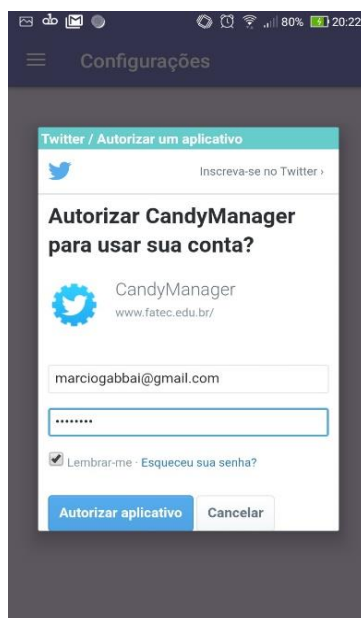 80% 20:22
Configurações
Twitter / Autorizar um aplicativo
Inscreva-se no Twitter ›
Autorizar CandyManager
para usar sua conta?
CandyManager
www.fatec.edu.br/
marciogabbai@gmail.com
••••••••
Lembrar-me · Esqueceu sua senha?
Autorizar aplicativo Cancelar